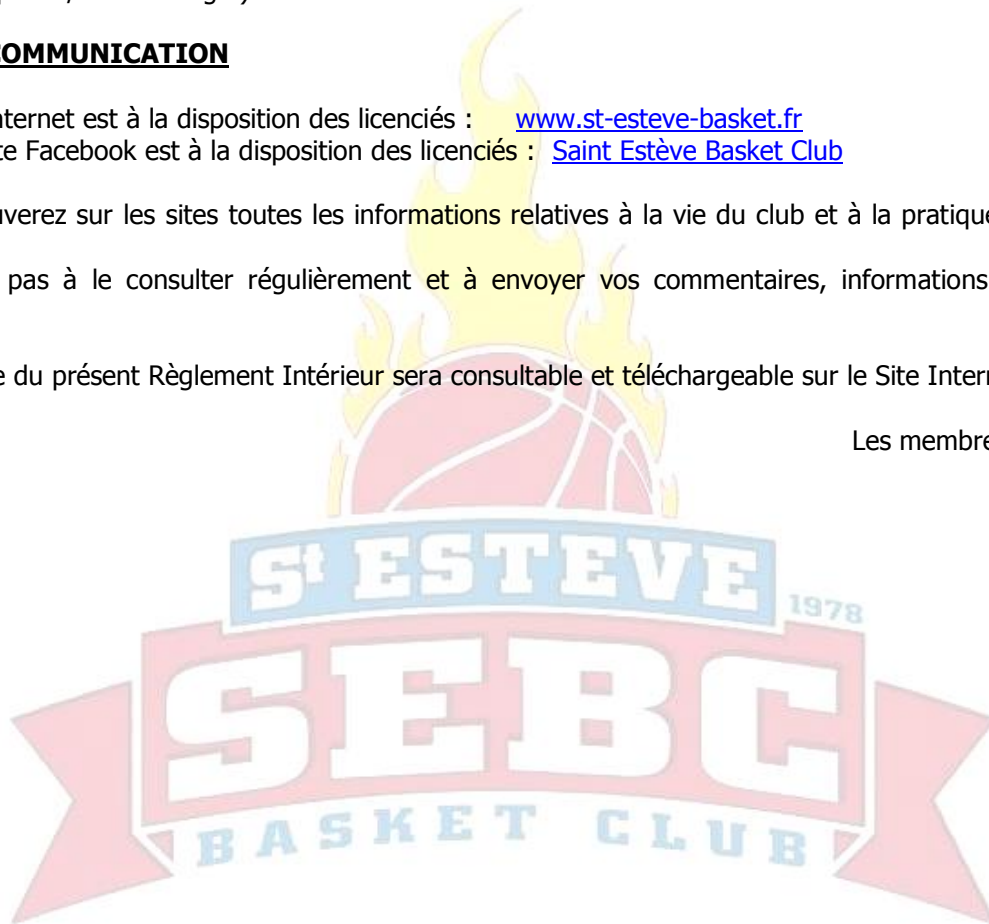 COMMUNICATION
nternet est à la disposition des licenciés : www.st-esteve-basket.fr
te Facebook est à la disposition des licenciés : Saint Estève Basket Club
uverez sur les sites toutes les informations relatives à la vie du club et à la pratique
pas à le consulter régulièrement et à envoyer vos commentaires, informations
e du présent Règlement Intérieur sera consultable et téléchargeable sur le Site Intern
Les membre
St ESTEVE
1978
SEBC
BASKET CLUB